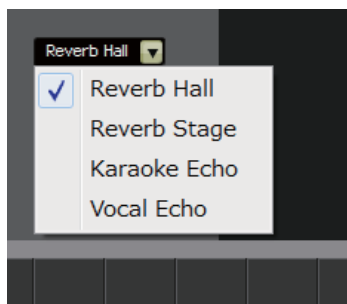 Reverb Hall
Reverb Hall
Reverb Stage
Karaoke Echo
Vocal Echo